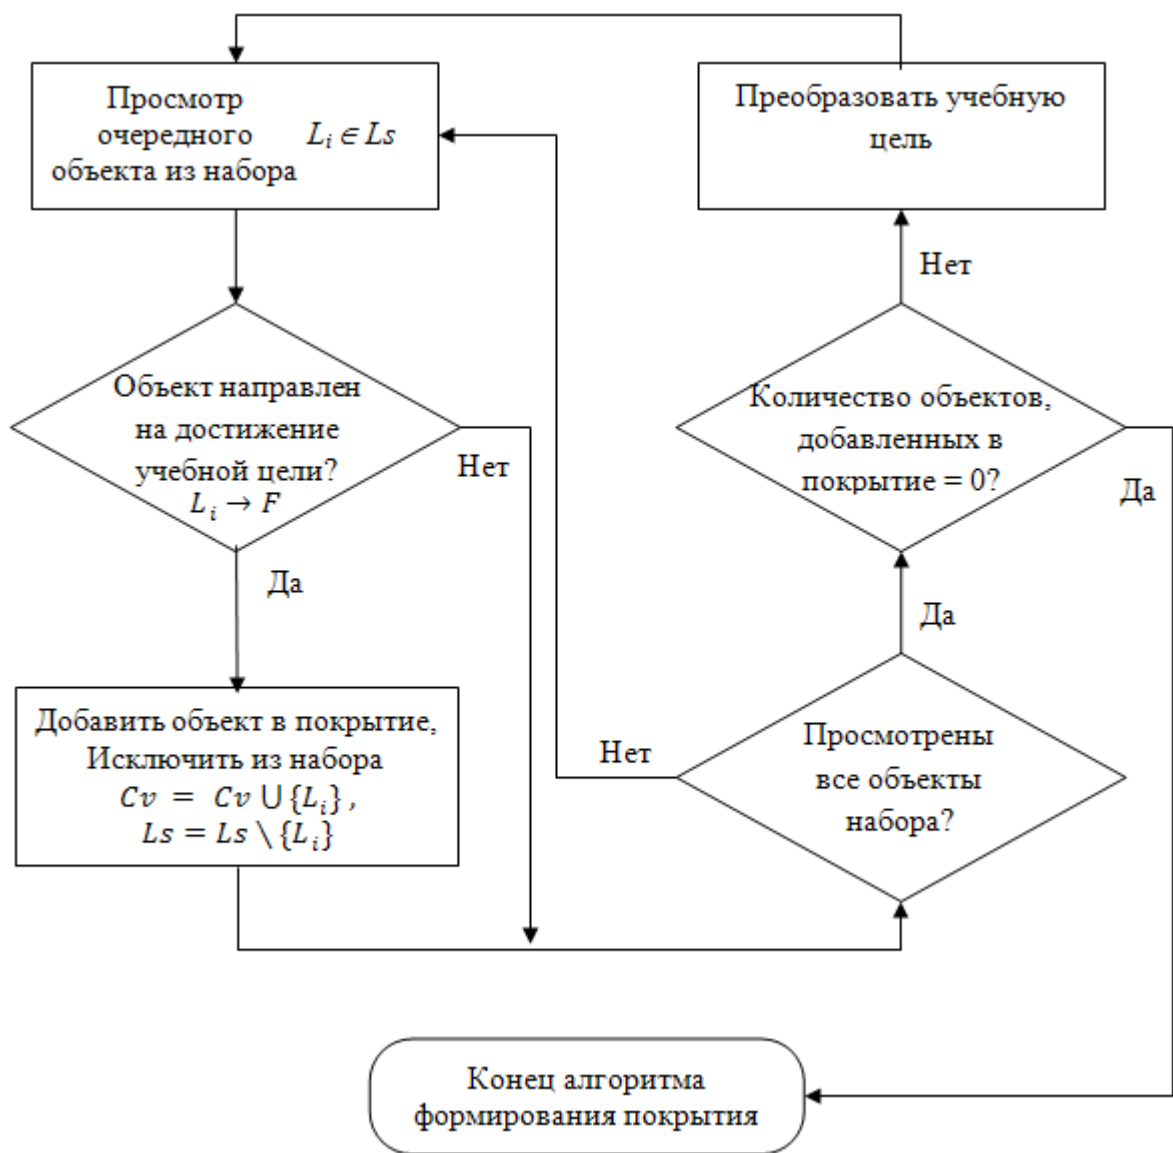 Просмотр
очередного
объекта из набора
Lᵢ ∈ Ls
Объект направлен
на достижение
учебной цели?
Lᵢ → F
Нет
Да
Добавить объект в покрытие,
Исключить из набора
Cv = Cv ⋃ {Lᵢ} ,
Ls = Ls \ {Lᵢ}
Преобразовать учебную
цель
Нет
Количество объектов,
добавленных в
покрытие = 0?
Да
Да
Просмотрены
все объекты
набора?
Нет
Конец алгоритма
формирования покрытия